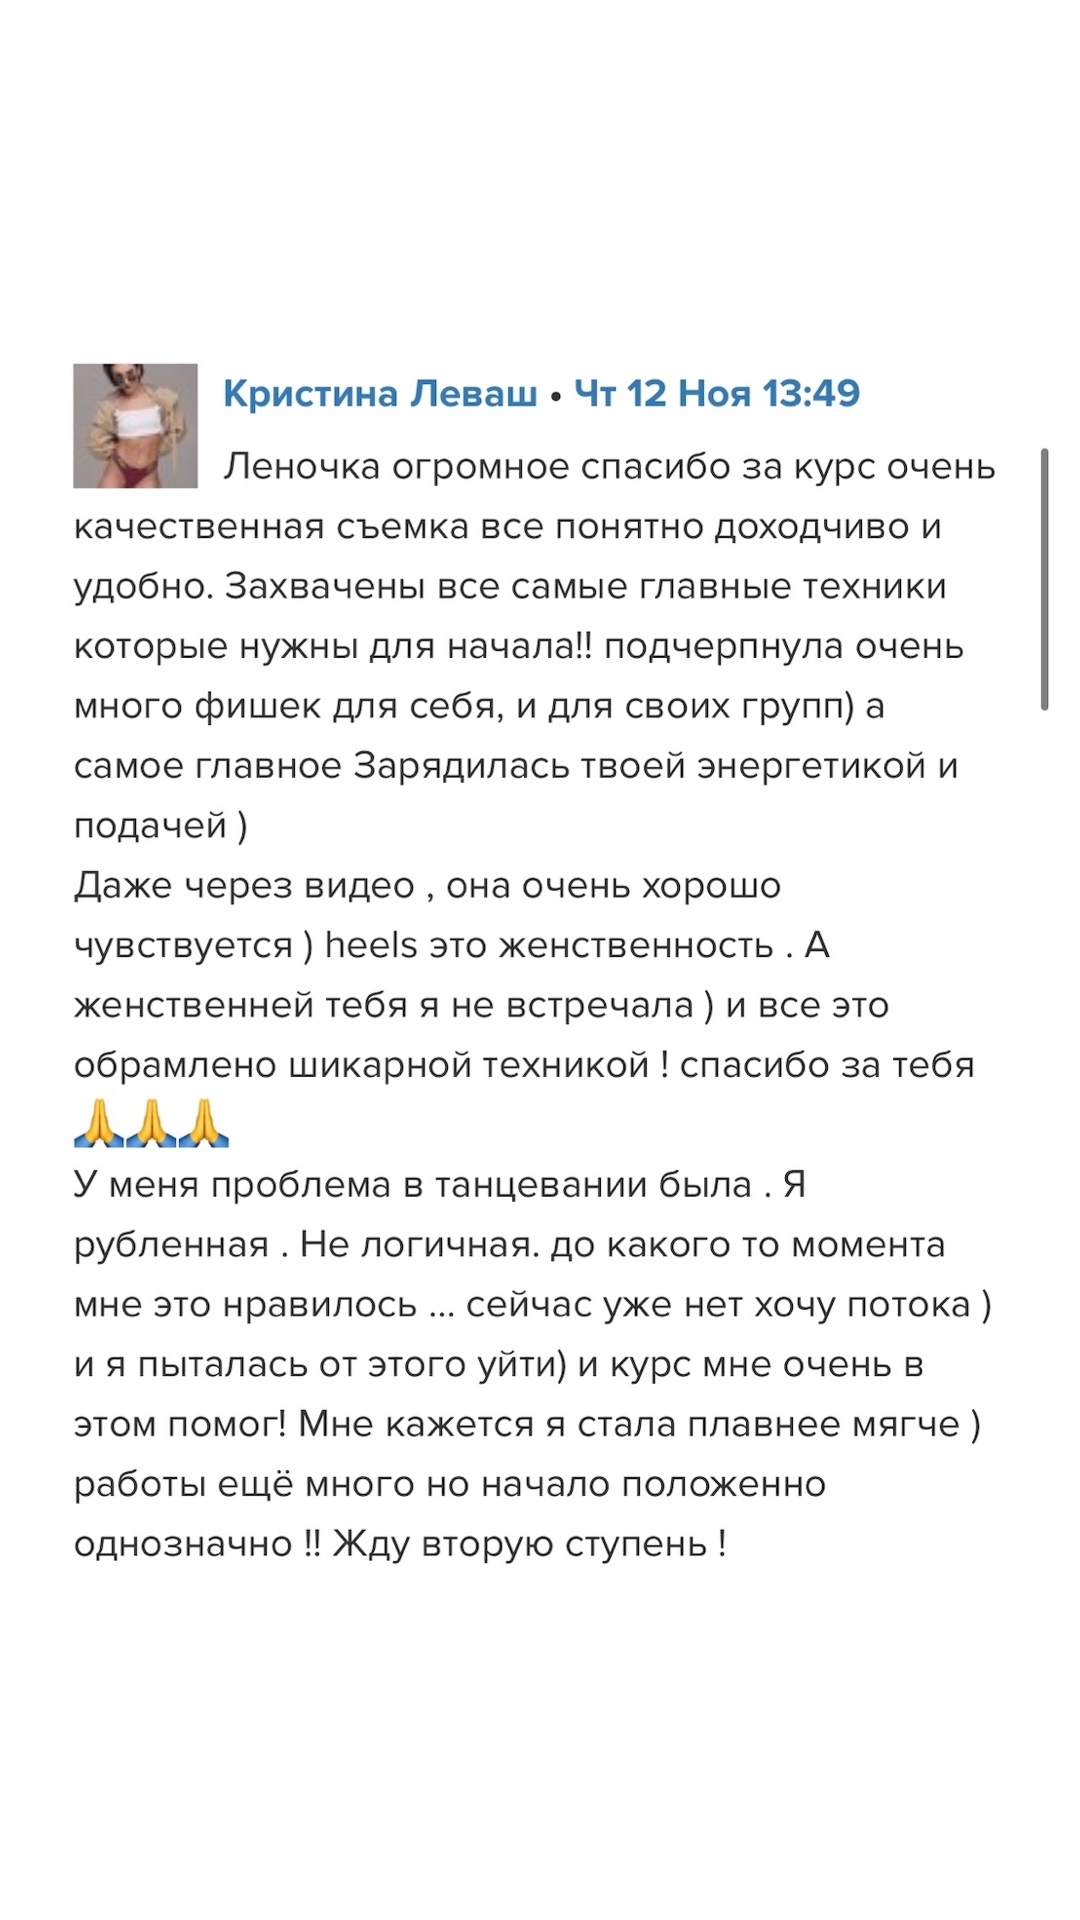 Кристина Леваш • Чт 12 Ноя 13:49
Леночка огромное спасибо за курс очень
качественная съемка все понятно доходчиво и
удобно. Захвачены все самые главные техники
которые нужны для начала!! подчерпнула очень
много фишек для себя, и для своих групп) а
самое главное Зарядилась твоей энергетикой и
подачей )
Даже через видео , она очень хорошо
чувствуется ) heels это женственность . А
женственней тебя я не встречала ) и все это
обрамлено шикарной техникой ! спасибо за тебя
🙏🙏🙏
У меня проблема в танцевании была . Я
рубленная . Не логичная. до какого то момента
мне это нравилось ... сейчас уже нет хочу потока )
и я пыталась от этого уйти) и курс мне очень в
этом помог! Мне кажется я стала плавнее мягче )
работы ещё много но начало положенно
однозначно !! Жду вторую ступень !